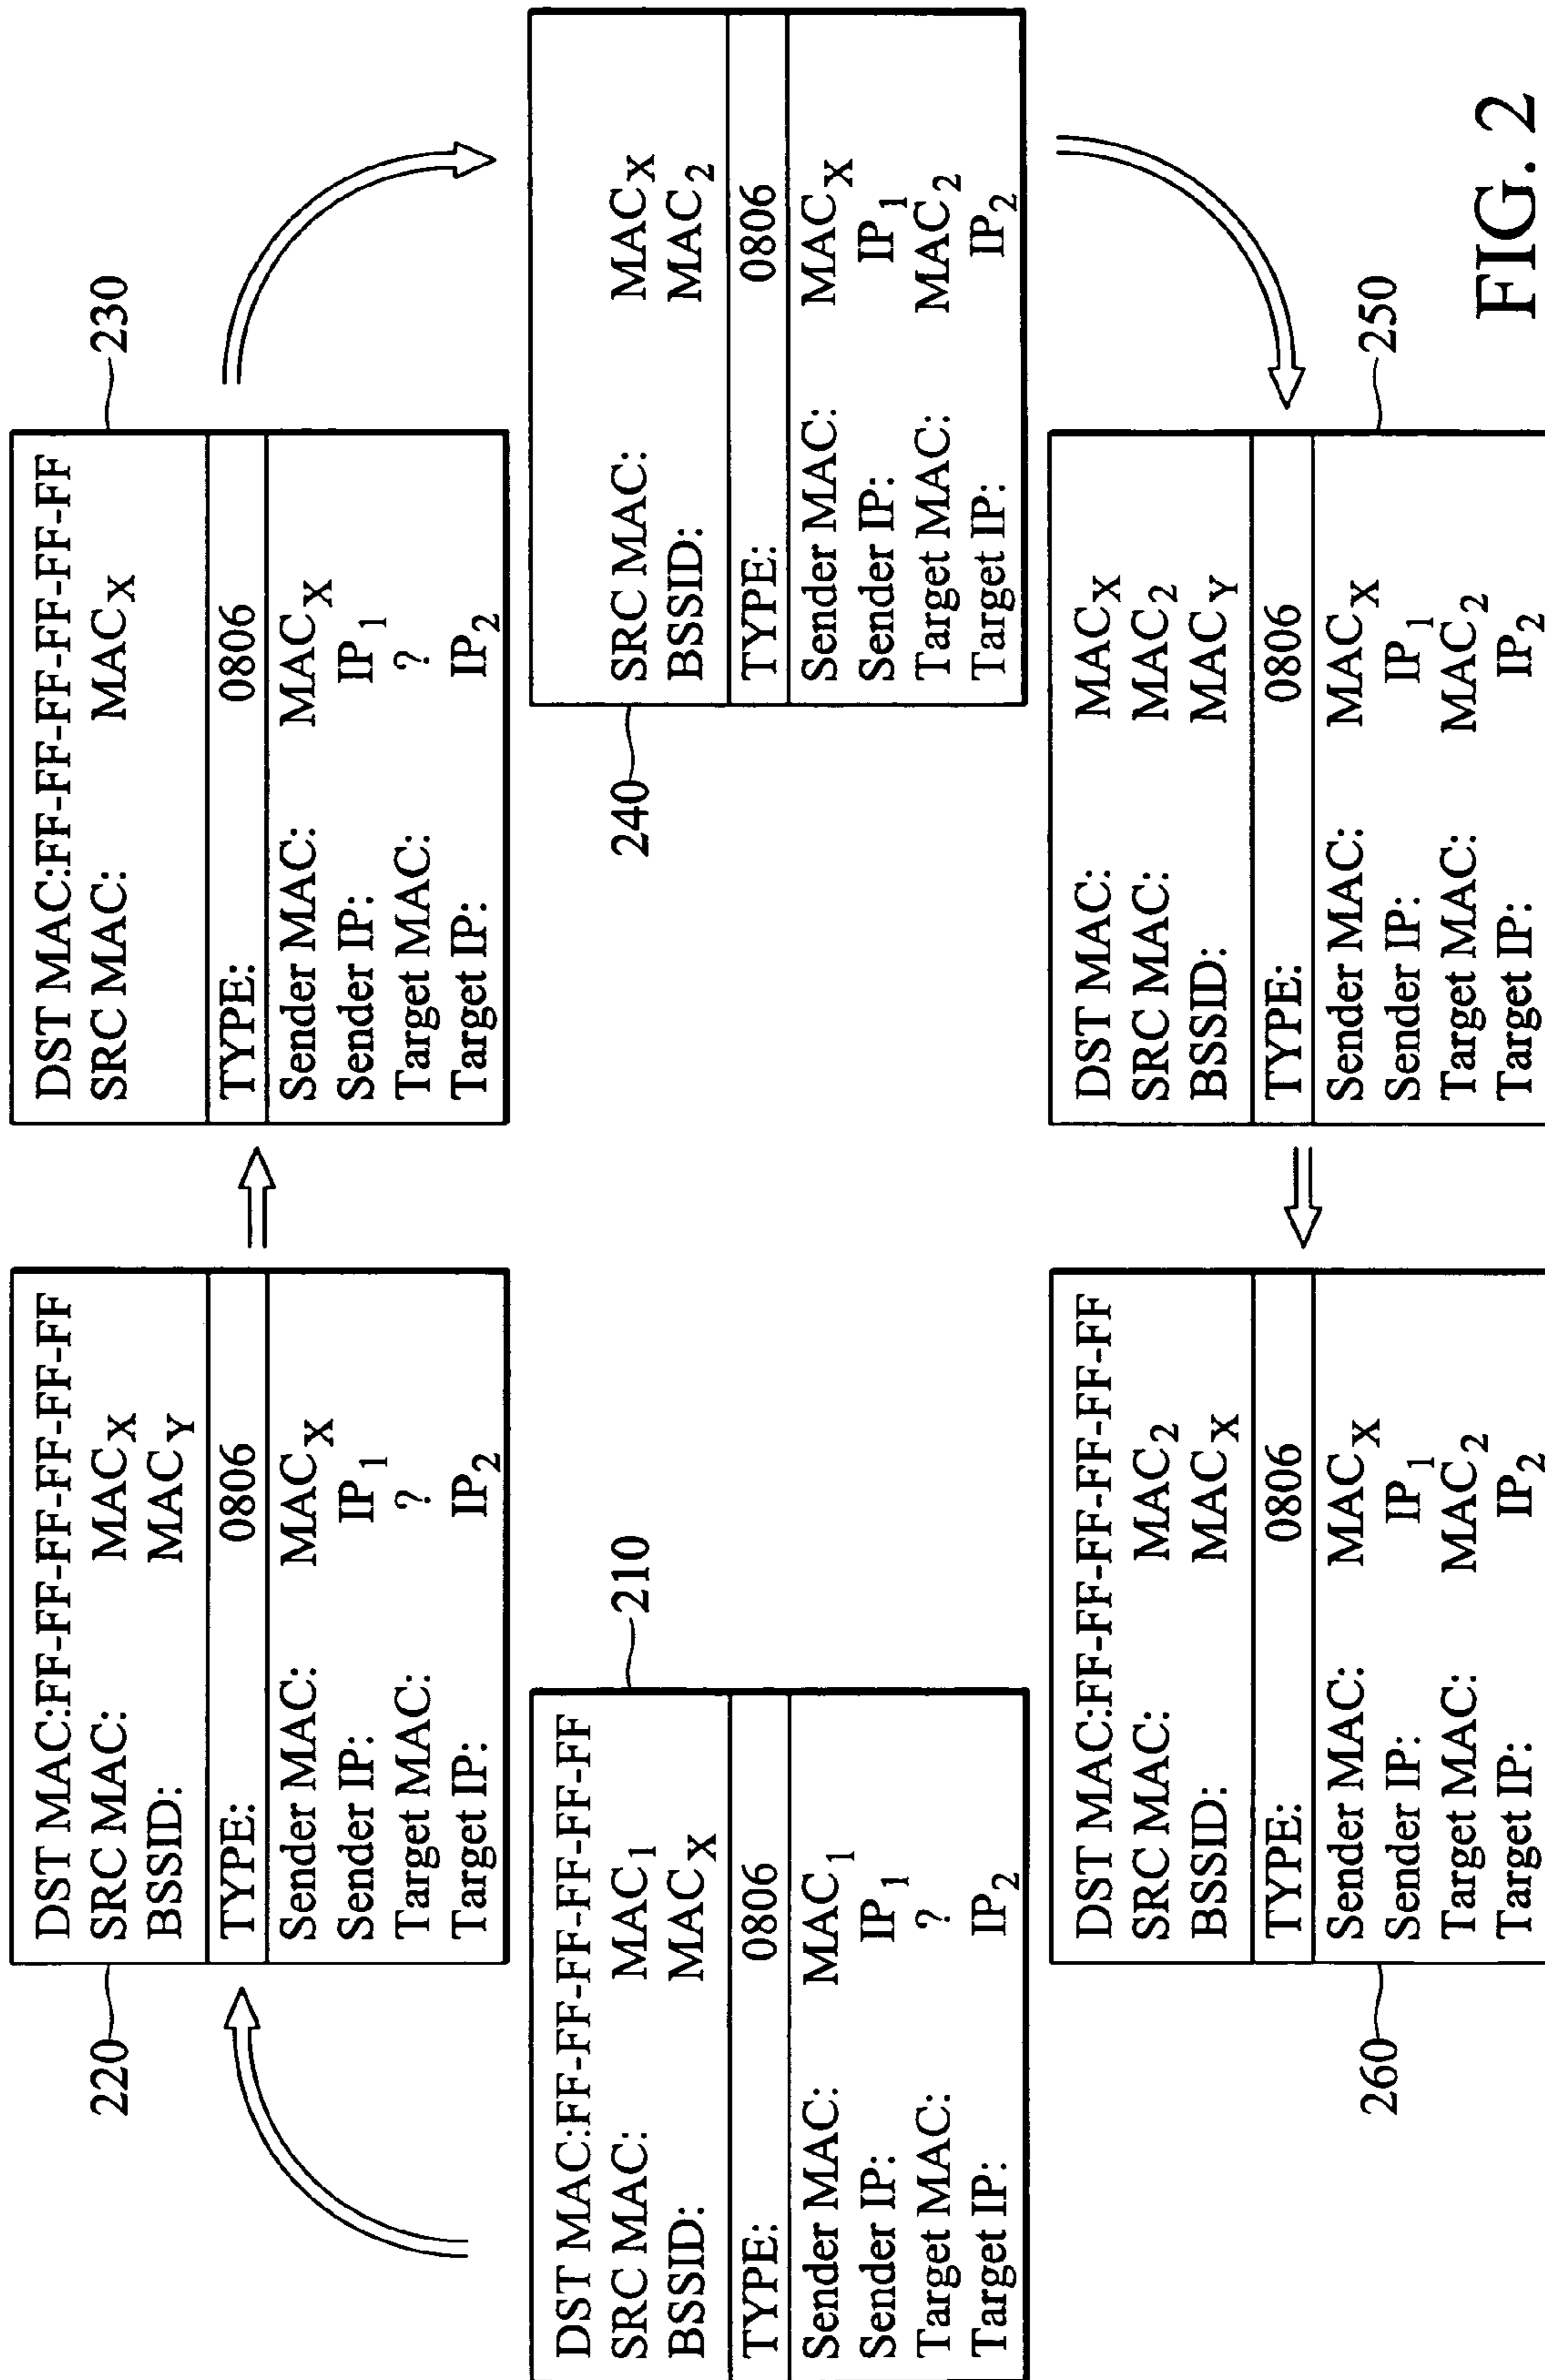 220
DST MAC:FF-FF-FF-FF-FF-FF
SRC MAC: MACX
BSSID: MACY
TYPE: 0806
Sender MAC: MACX
Sender IP: IP1
Target MAC: ?
Target IP: IP2
230
DST MAC:FF-FF-FF-FF-FF-FF
SRC MAC: MACX
TYPE: 0806
Sender MAC: MACX
Sender IP: IP1
Target MAC: ?
Target IP: IP2
210
DST MAC:FF-FF-FF-FF-FF-FF
SRC MAC: MAC1
BSSID: MACX
TYPE: 0806
Sender MAC: MAC1
Sender IP: IP1
Target MAC: ?
Target IP: IP2
240
SRC MAC: MACX
BSSID: MAC2
TYPE: 0806
Sender MAC: MACX
Sender IP: IP1
Target MAC: MAC2
Target IP: IP2
260
DST MAC:FF-FF-FF-FF-FF-FF
SRC MAC: MAC2
BSSID: MACX
TYPE: 0806
Sender MAC: MACX
Sender IP: IP1
Target MAC: MAC2
Target IP: IP2
250
DST MAC: MACX
SRC MAC: MAC2
BSSID: MACY
TYPE: 0806
Sender MAC: MACX
Sender IP: IP1
Target MAC: MAC2
Target IP: IP2
FIG. 2